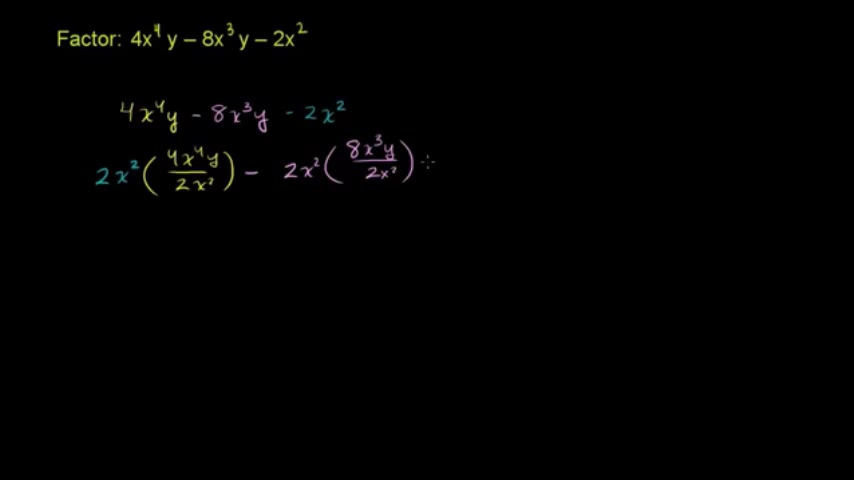 Factor: 4x⁴y – 8x³y – 2x²
4x⁴y - 8x³y - 2x²
2x² (4x⁴y / 2x²) - 2x² (8x³y / 2x²)